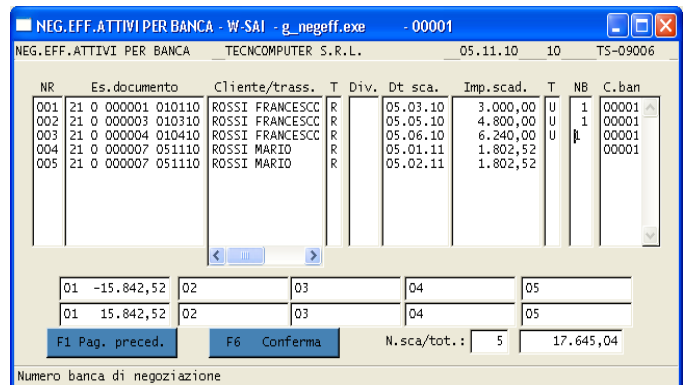 NEG.EFF.ATTIVI PER BANCA - W-SAI - g_negeff.exe - 00001
NEG.EFF.ATTIVI PER BANCA _TECNCOMPUTER S.R.L. _05.11.10 10 _TS-09006 _
NR Es.documento Cliente/trass. T Div. Dt sca. Imp.scad. T NB C.ban
001 21 0 000001 010110 ROSSI FRANCESCO R 05.03.10 3.000,00 U 1 00001
002 21 0 000003 010310 ROSSI FRANCESCO R 05.05.10 4.800,00 U 1 00001
003 21 0 000004 010410 ROSSI FRANCESCO R 05.06.10 6.240,00 U 1 00001
004 21 0 000007 051110 ROSSI MARIO R 05.01.11 1.802,52 00001
005 21 0 000007 051110 ROSSI MARIO R 05.02.11 1.802,52
01 -15.842,52 02 03 04 05
01 15.842,52 02 03 04 05
F1 Pag. preced. F6 Conferma N.sca/tot.: 5 17.645,04
Numero banca di negoziazione